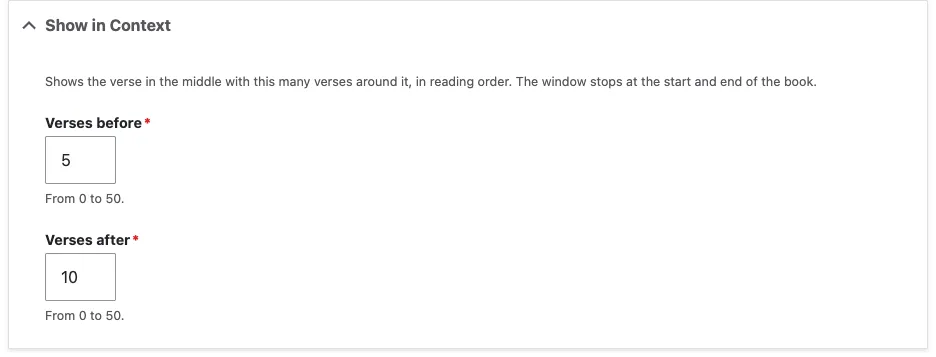 Show in Context
Shows the verse in the middle with this many verses around it, in reading order. The window stops at the start and end of the book.
Verses before*
5
From 0 to 50.
Verses after*
10
From 0 to 50.